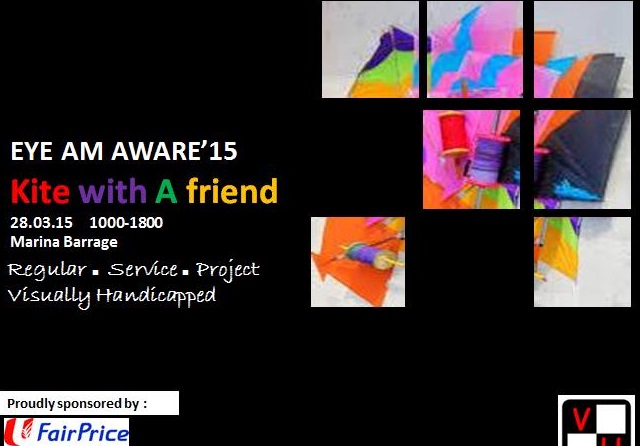 EYE AM AWARE’15
Kite with A friend
28.03.15 1000-1800
Marina Barrage
Regular . Service . Project
Visually Handicapped
Proudly sponsored by :
FairPrice
V